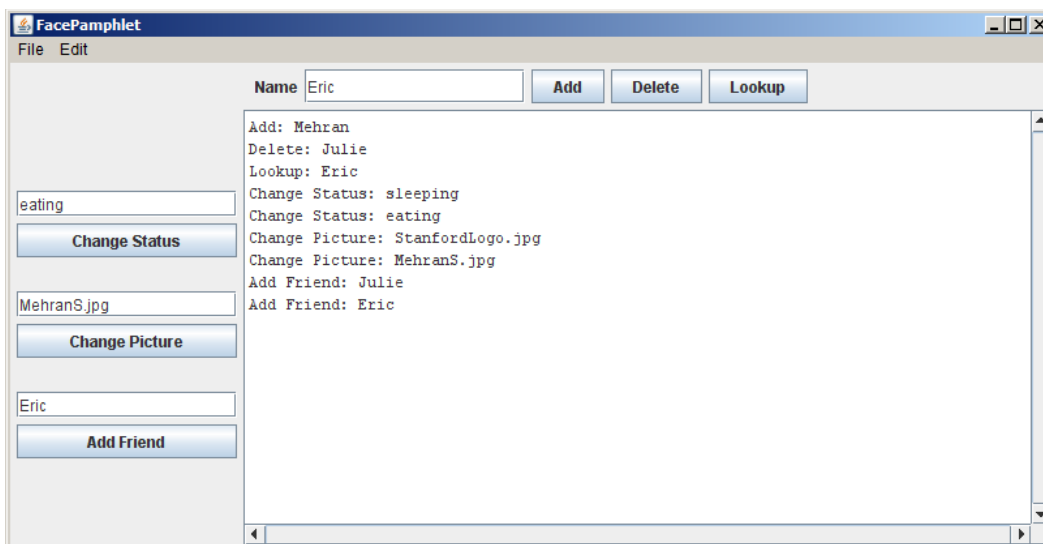 FacePamphlet
File Edit
Name Eric Add Delete Lookup
Add: Mehran
Delete: Julie
Lookup: Eric
Change Status: sleeping
Change Status: eating
Change Picture: StanfordLogo.jpg
Change Picture: MehranS.jpg
Add Friend: Julie
Add Friend: Eric
eating
Change Status
MehranS.jpg
Change Picture
Eric
Add Friend